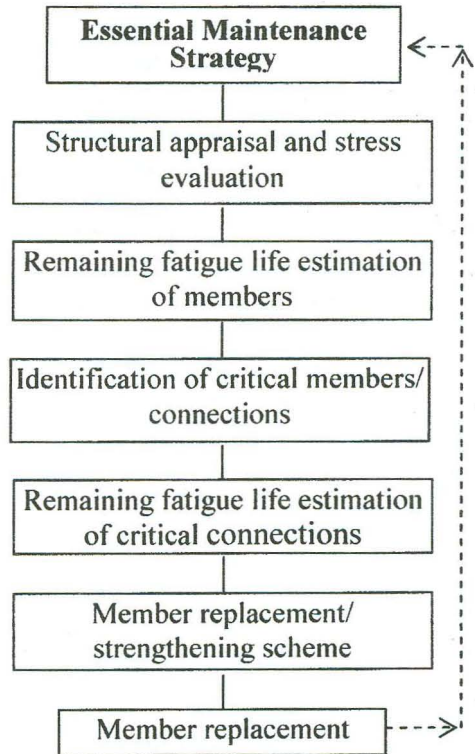 Essential Maintenance
Strategy
Structural appraisal and stress
evaluation
Remaining fatigue life estimation
of members
Identification of critical members/
connections
Remaining fatigue life estimation
of critical connections
Member replacement/
strengthening scheme
Member replacement